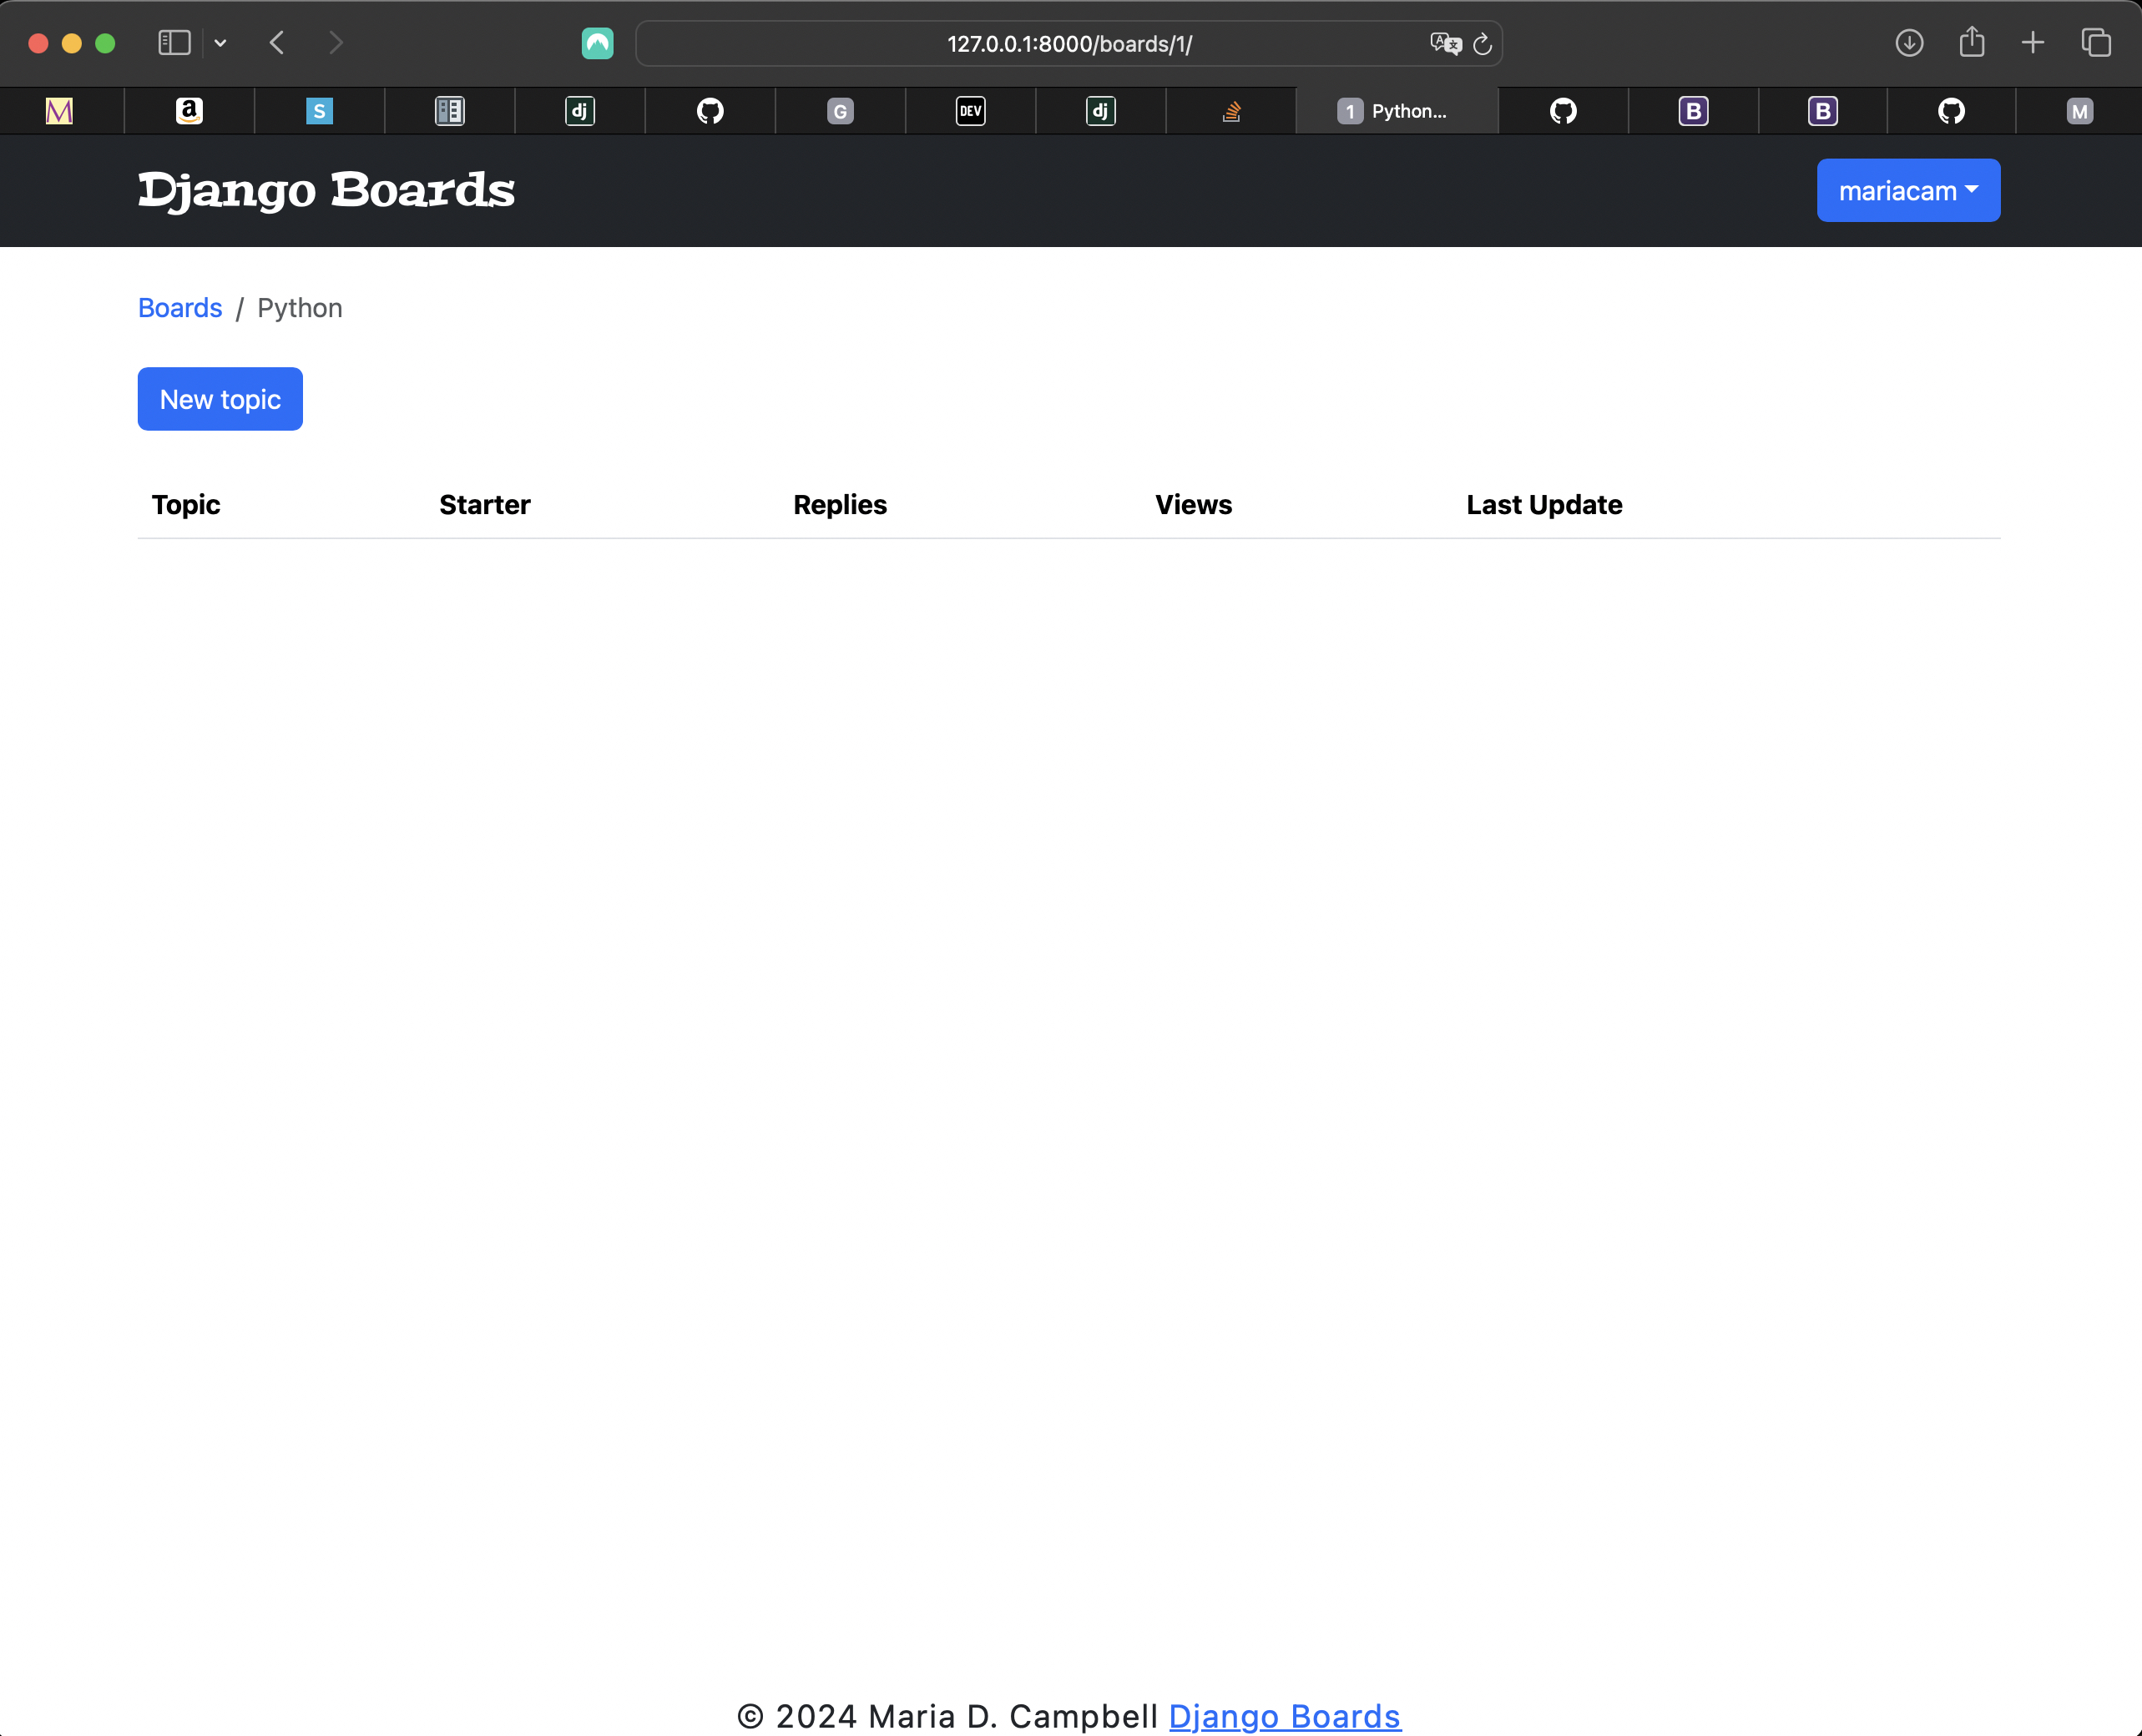 127.0.0.1:8000/boards/1/
M a S dj G DEV dj 1 Python... B B M
Django Boards mariacam
Boards / Python
New topic
Topic Starter Replies Views Last Update
© 2024 Maria D. Campbell Django Boards